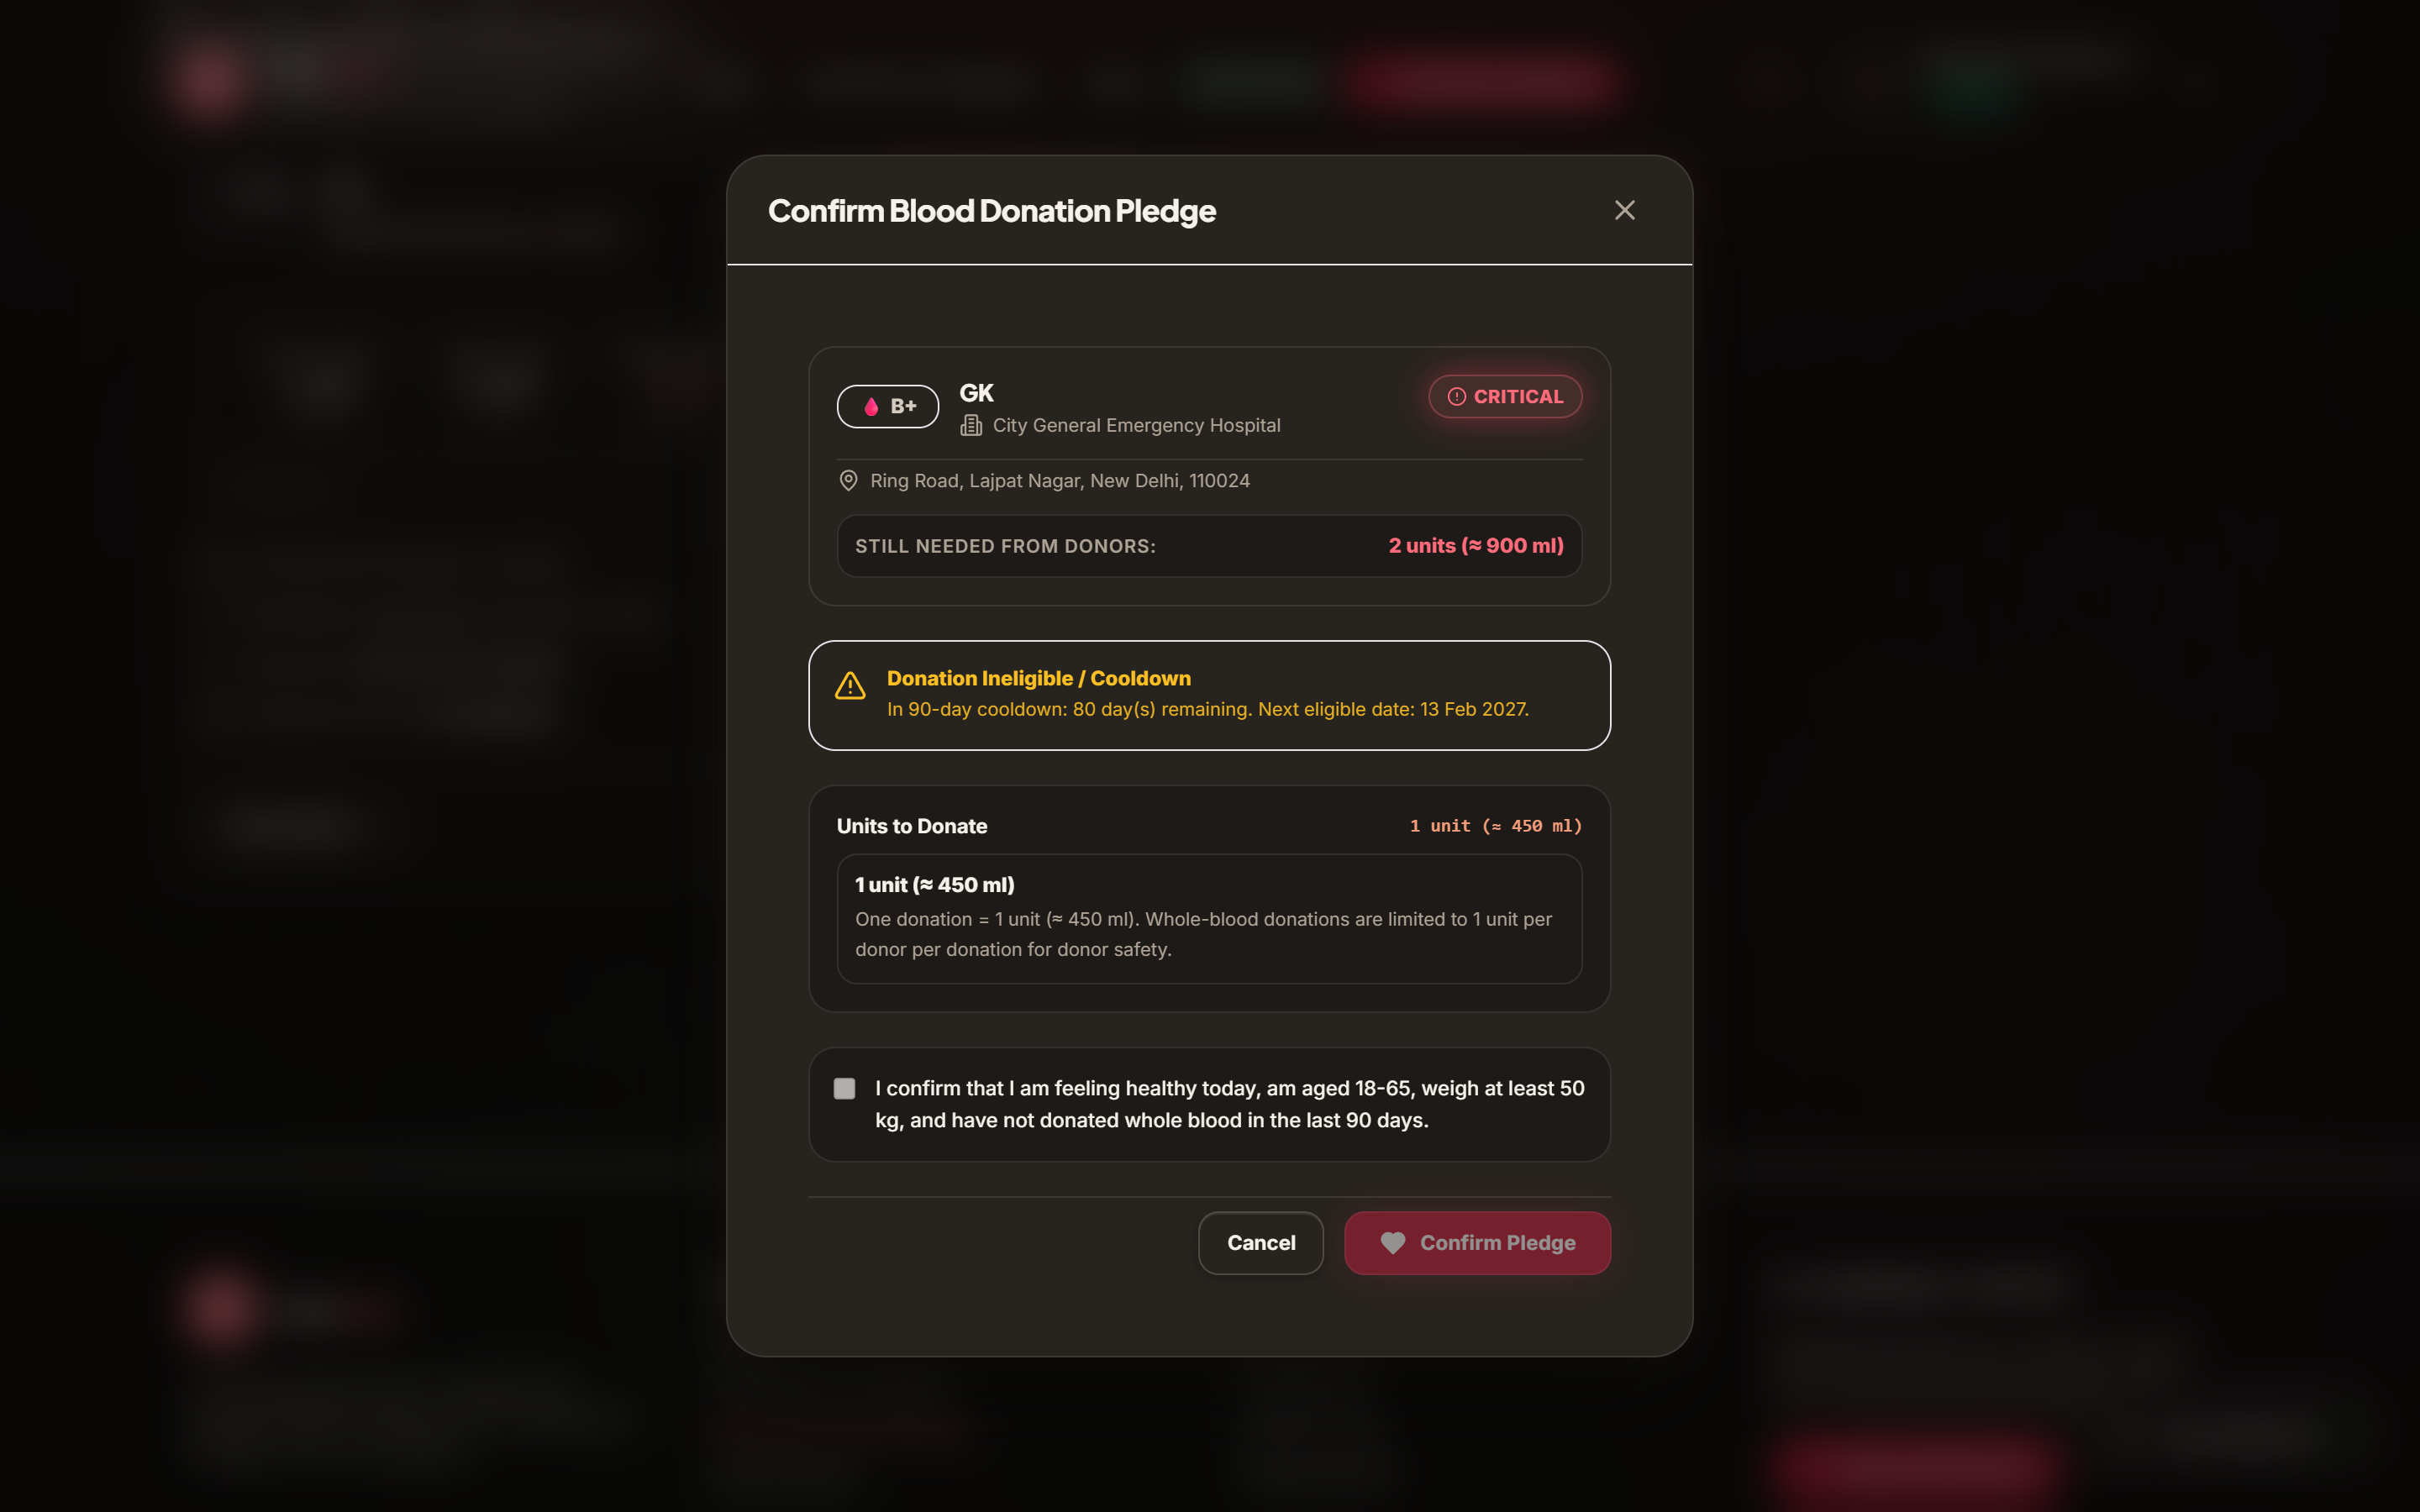 Confirm Blood Donation Pledge
B+
GK
City General Emergency Hospital
CRITICAL
Ring Road, Lajpat Nagar, New Delhi, 110024
STILL NEEDED FROM DONORS:
2 units (≈ 900 ml)
Donation Ineligible / Cooldown
In 90-day cooldown: 80 day(s) remaining. Next eligible date: 13 Feb 2027.
Units to Donate
1 unit (≈ 450 ml)
1 unit (≈ 450 ml)
One donation = 1 unit (≈ 450 ml). Whole-blood donations are limited to 1 unit per
donor per donation for donor safety.
I confirm that I am feeling healthy today, am aged 18-65, weigh at least 50
kg, and have not donated whole blood in the last 90 days.
Cancel
Confirm Pledge